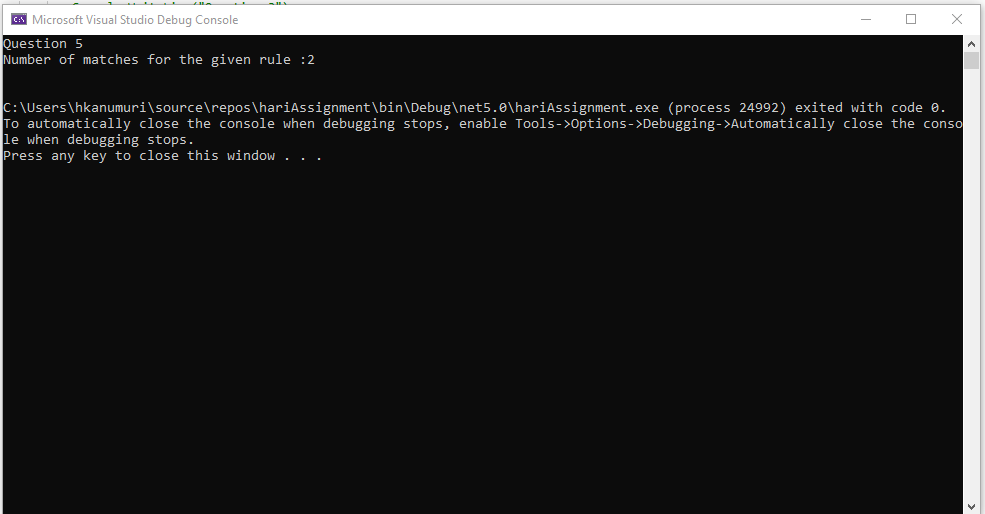 Microsoft Visual Studio Debug Console
Question 5
Number of matches for the given rule :2
C:\Users\hkanumuri\source\repos\hariAssignment\bin\Debug\net5.0\hariAssignment.exe (process 24992) exited with code 0.
To automatically close the console when debugging stops, enable Tools->Options->Debugging->Automatically close the conso
le when debugging stops.
Press any key to close this window . . .